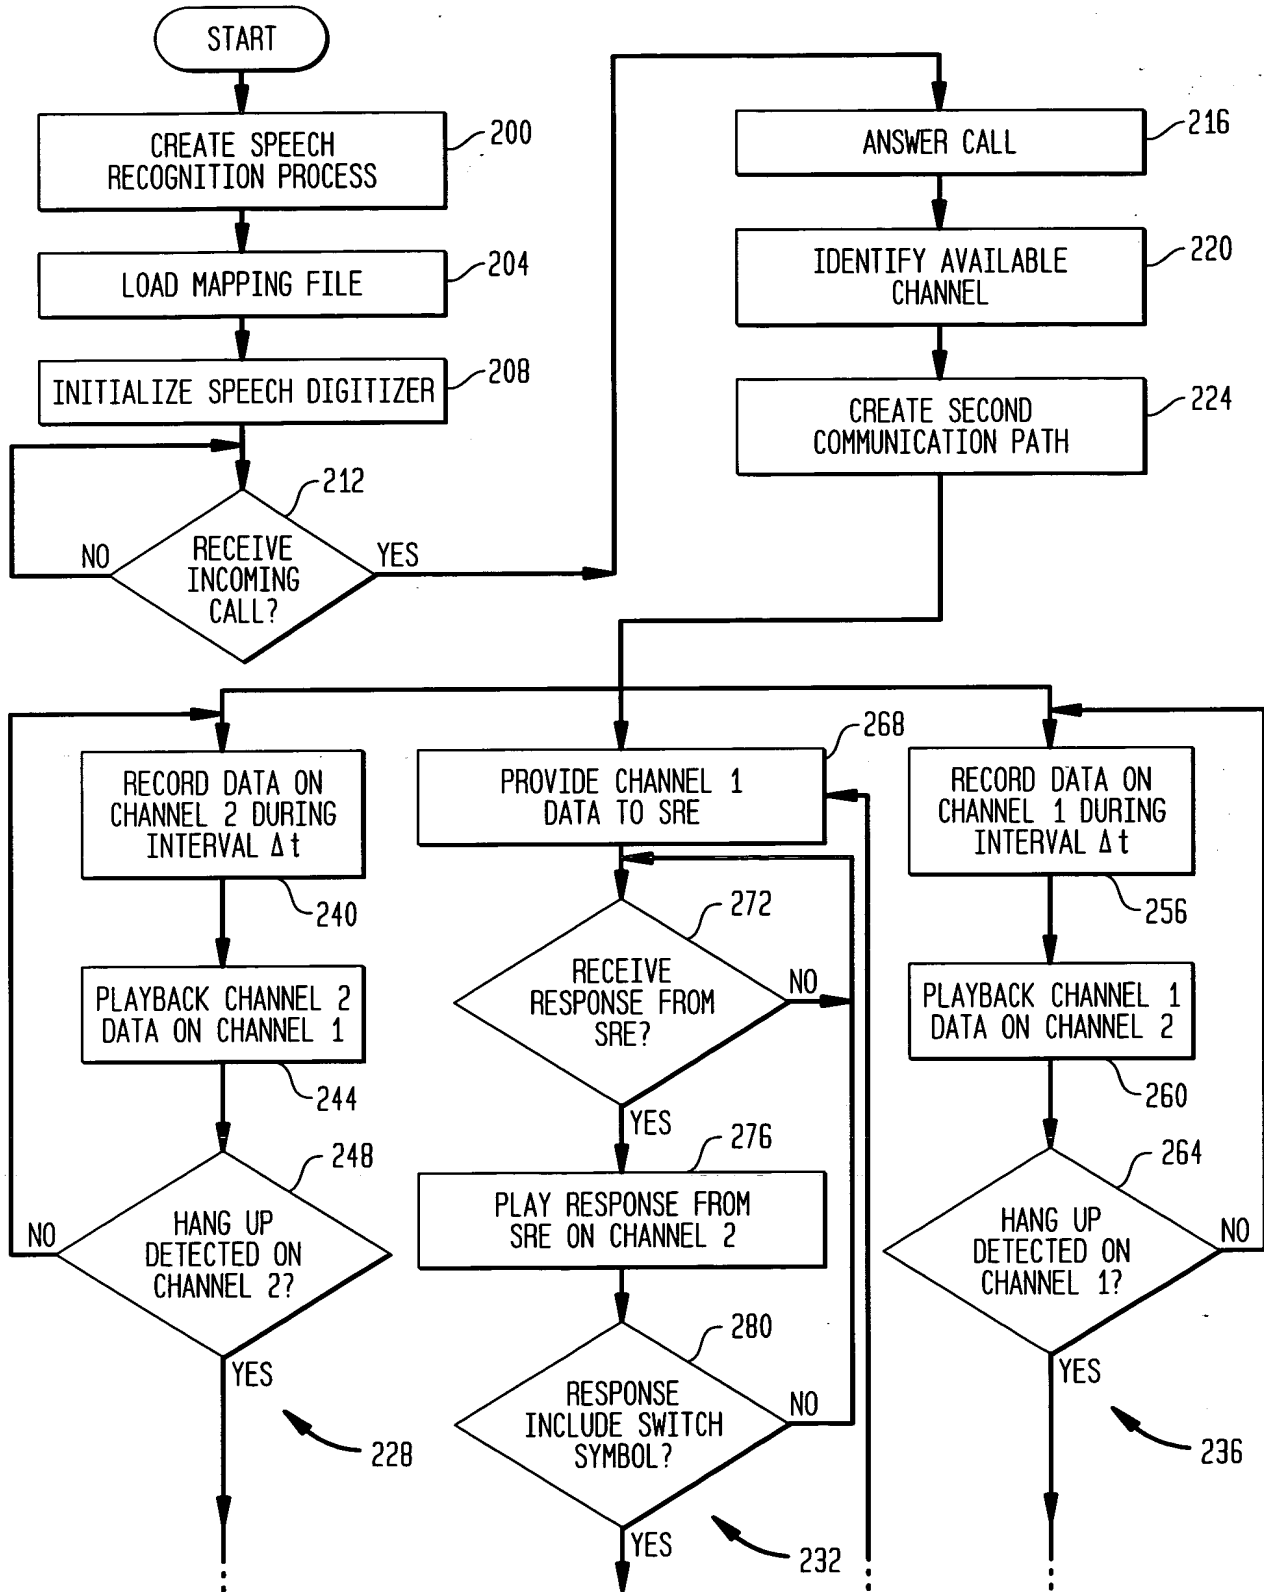 START
CREATE SPEECH
RECOGNITION PROCESS
200
LOAD MAPPING FILE
204
INITIALIZE SPEECH DIGITIZER
208
212
RECEIVE
INCOMING
CALL?
NO
YES
ANSWER CALL
216
IDENTIFY AVAILABLE
CHANNEL
220
CREATE SECOND
COMMUNICATION PATH
224
RECORD DATA ON
CHANNEL 2 DURING
INTERVAL Δt
240
PLAYBACK CHANNEL 2
DATA ON CHANNEL 1
244
248
HANG UP
DETECTED ON
CHANNEL 2?
NO
YES
228
268
PROVIDE CHANNEL 1
DATA TO SRE
272
RECEIVE
RESPONSE FROM
SRE?
NO
YES
276
PLAY RESPONSE FROM
SRE ON CHANNEL 2
280
RESPONSE
INCLUDE SWITCH
SYMBOL?
NO
YES
232
RECORD DATA ON
CHANNEL 1 DURING
INTERVAL Δt
256
PLAYBACK CHANNEL 1
DATA ON CHANNEL 2
260
264
HANG UP
DETECTED ON
CHANNEL 1?
NO
YES
236